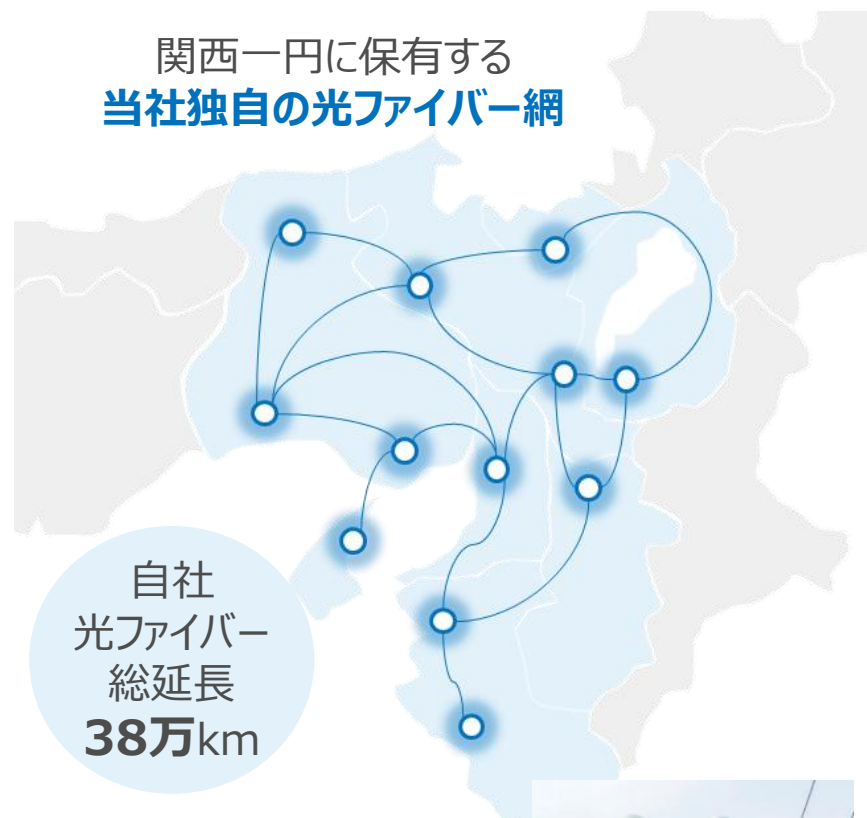 関西一円に保有する
当社独自の光ファイバー網
自社
光ファイバー
総延長
38万km